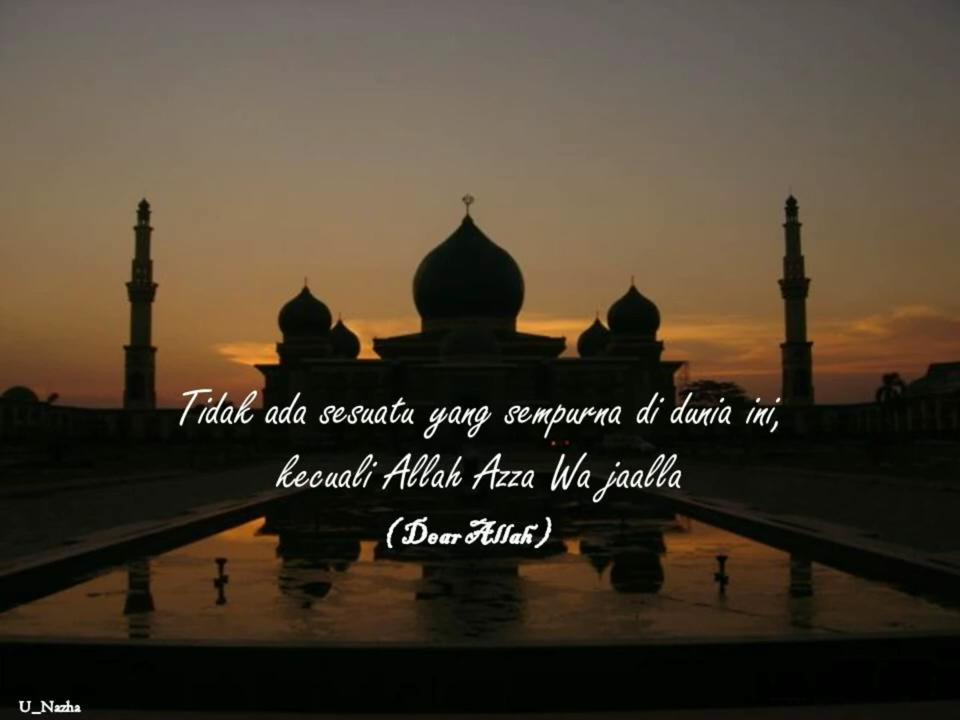 Tidak ada sesuatu yang sempurna di dunia ini,
kecuali Allah Azza Wa jaalla
(Dear Allah)
U_Nazha